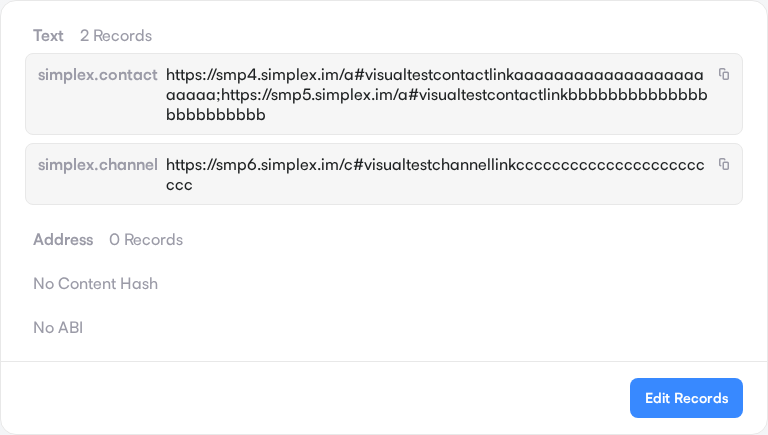 Text 2 Records
simplex.contact https://smp4.simplex.im/a#visualtestcontactlinkaaaaaaaaaaaaaaaaaaa
aaaaa;https://smp5.simplex.im/a#visualtestcontactlinkbbbbbbbbbbbbbb
bbbbbbbbbb
simplex.channel https://smp6.simplex.im/c#visualtestchannellinkccccccccccccccccccccc
ccc
Address 0 Records
No Content Hash
No ABI
Edit Records